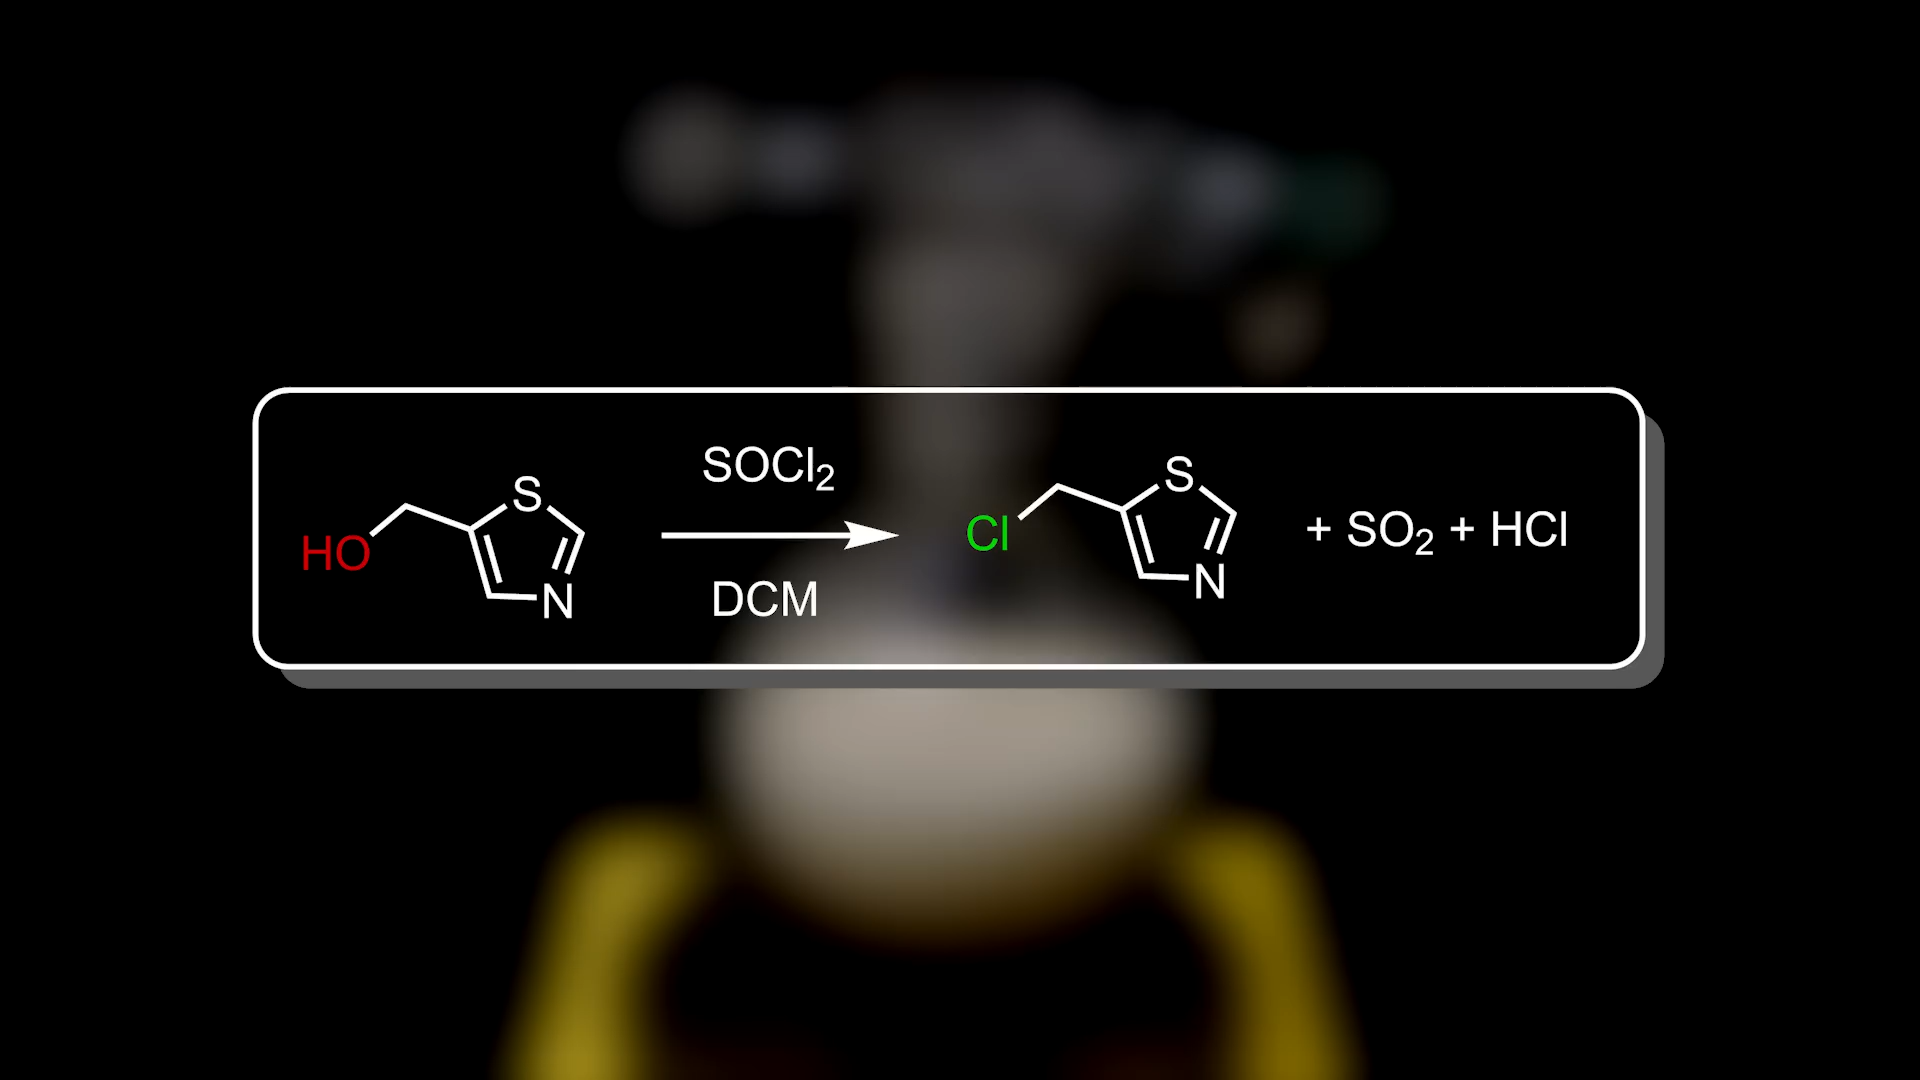 HO S N
SOCl₂
DCM
Cl S N + SO₂ + HCl